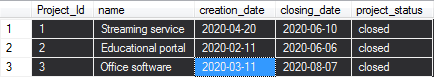 Project_Id name creation_date closing_date project_status
1 1 Streaming service 2020-04-20 2020-06-10 closed
2 2 Educational portal 2020-02-11 2020-06-06 closed
3 3 Office software 2020-03-11 2020-08-07 closed